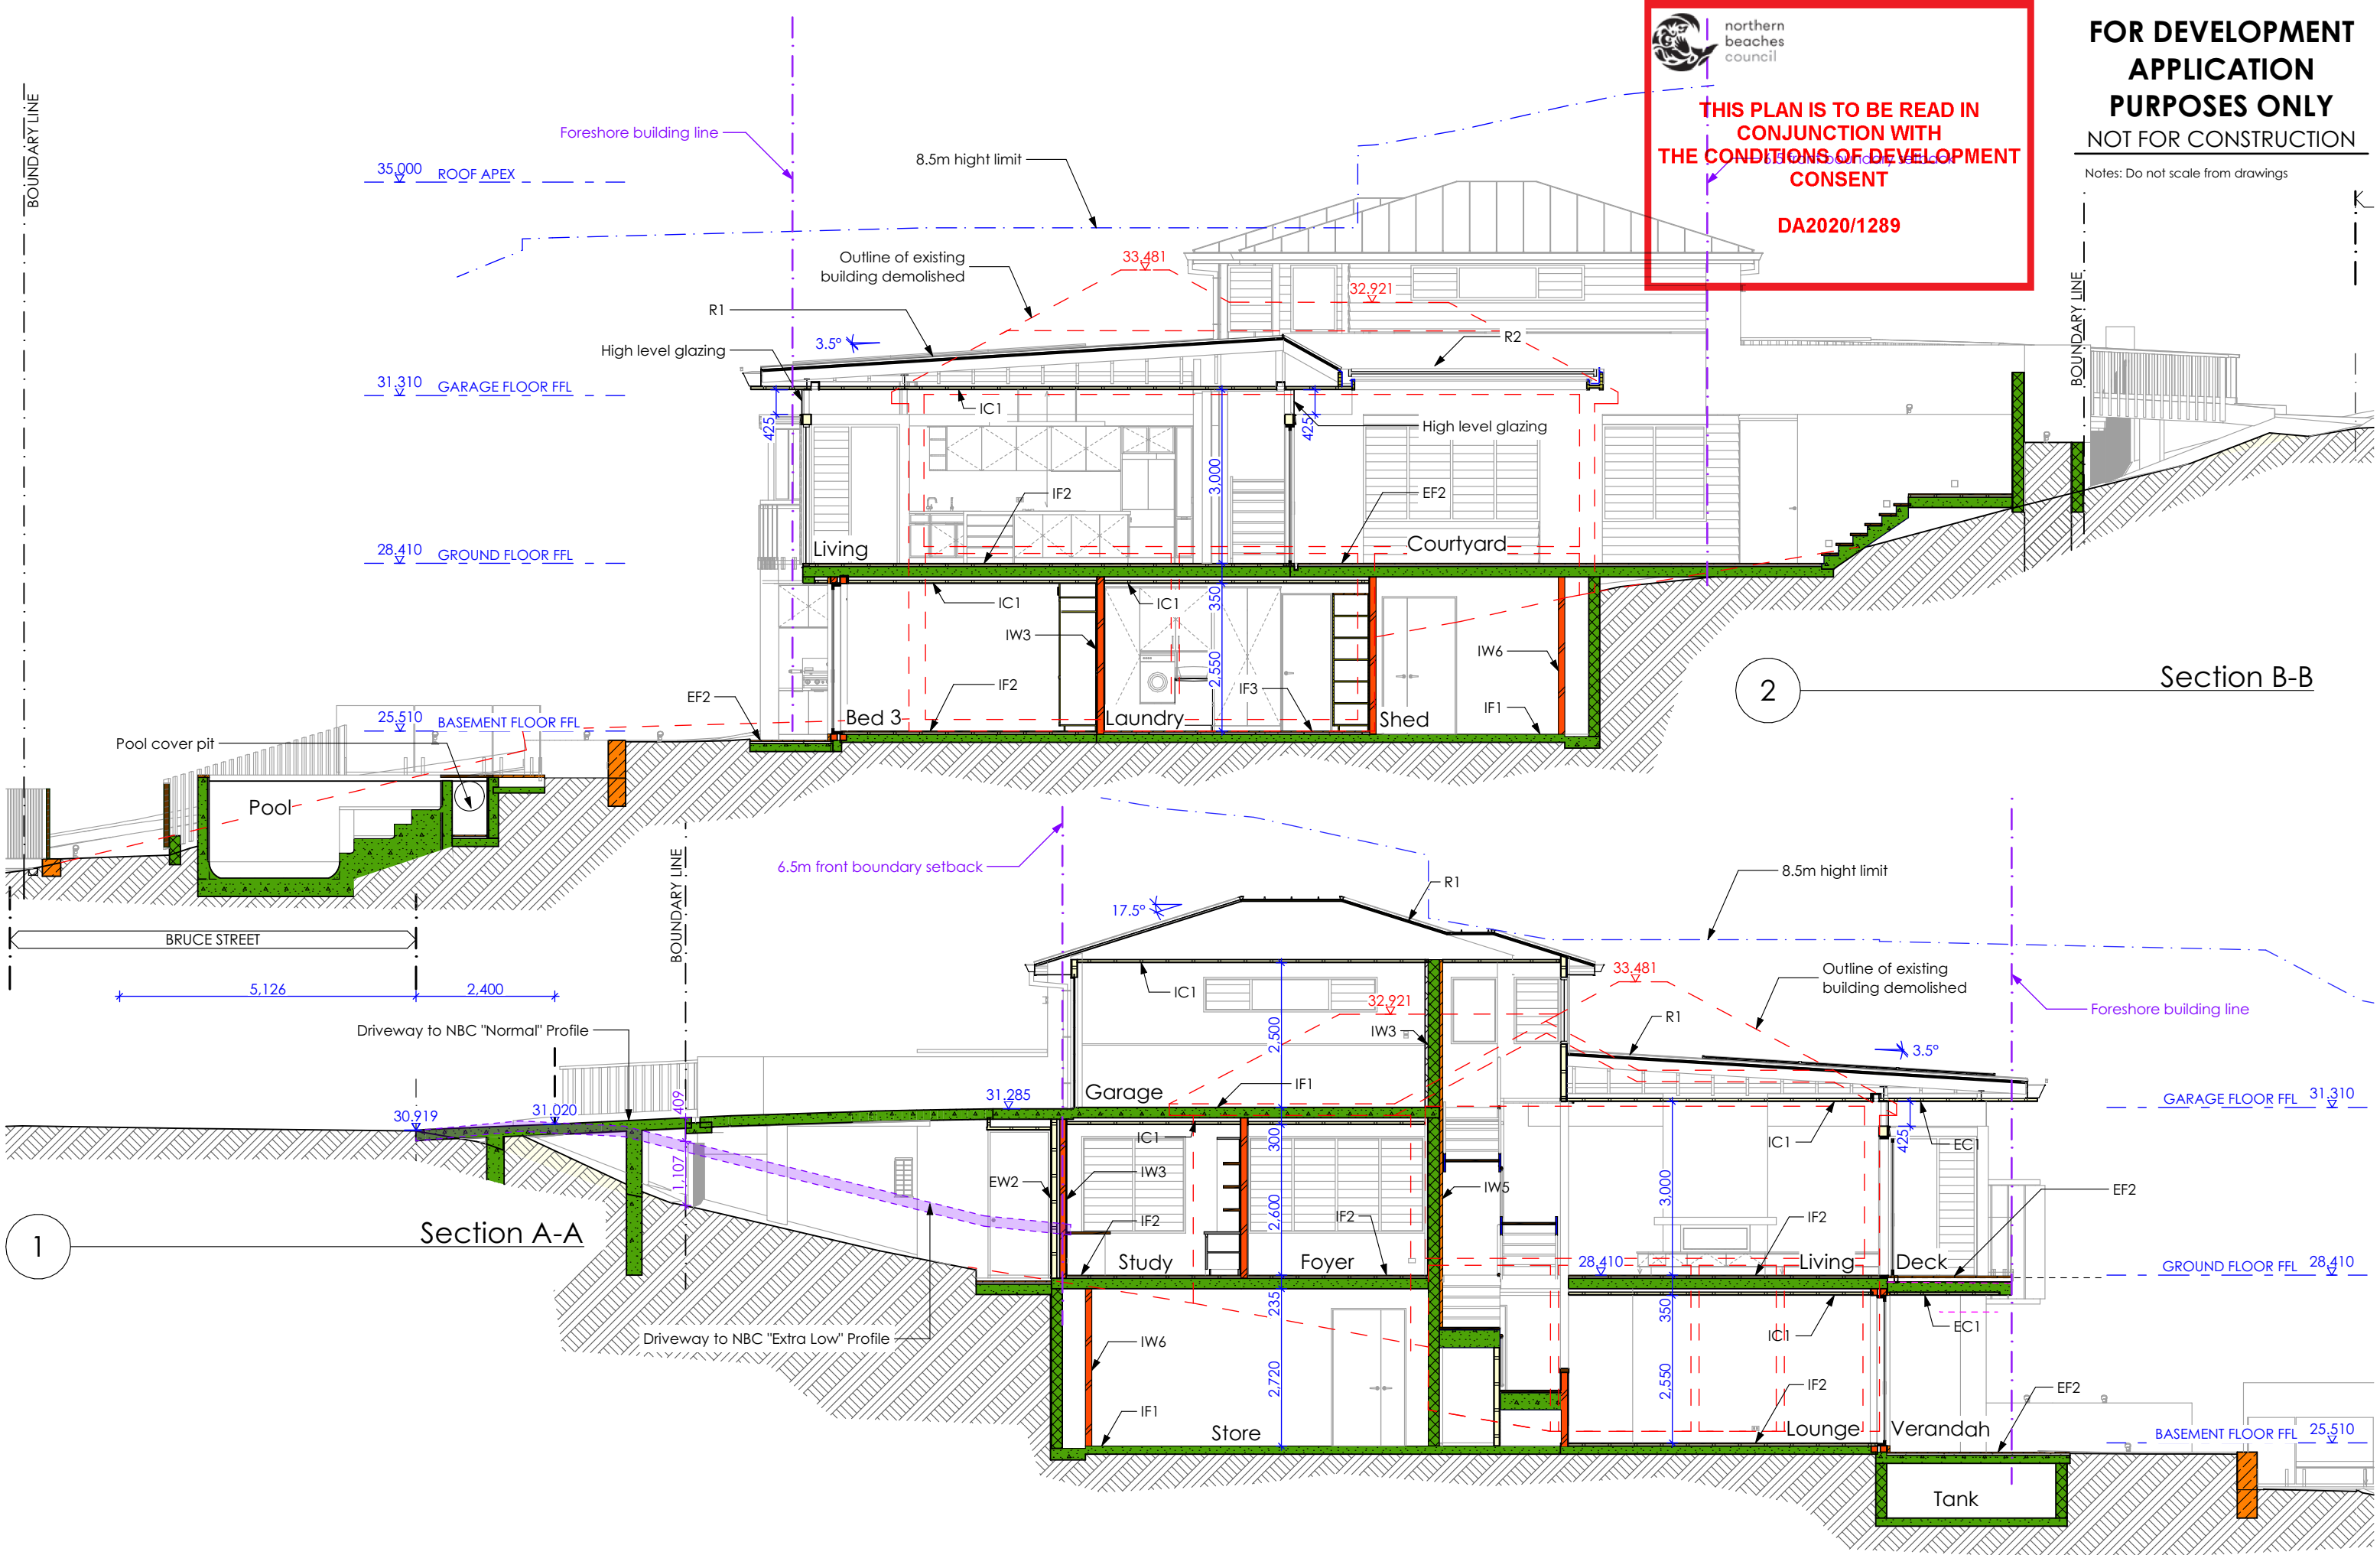 northern
beaches
council
THIS PLAN IS TO BE READ IN
CONJUNCTION WITH
THE CONDITIONS OF DEVELOPMENT
CONSENT
DA2020/1289
6.5 front boundary setback
FOR DEVELOPMENT
APPLICATION
PURPOSES ONLY
NOT FOR CONSTRUCTION
Notes: Do not scale from drawings
BOUNDARY LINE
Foreshore building line
8.5m hight limit
35.000 ROOF APEX
Outline of existing
building demolished
33.481
32.921
R1
R2
3.5°
High level glazing
31.310 GARAGE FLOOR FFL
BOUNDARY LINE
IC1
425
425
High level glazing
3,000
IF2
EF2
Living
Courtyard
28.410 GROUND FLOOR FFL
IC1
IC1
350
IW3
IW6
2,550
IF2
IF3
EF2
IF1
Bed 3
Laundry
Shed
2
Section B-B
25.510 BASEMENT FLOOR FFL
Pool cover pit
Pool
BRUCE STREET
5,126
2,400
BOUNDARY LINE
6.5m front boundary setback
8.5m hight limit
R1
17.5°
IC1
33.481
Outline of existing
building demolished
32.921
Foreshore building line
Driveway to NBC "Normal" Profile
2,500
IW3
R1
3.5°
Garage
IF1
30.919
31.020
409
31.285
GARAGE FLOOR FFL 31.310
IC1
300
IC1
425
EC1
1,107
EW2
IW3
IW5
3,000
EF2
2,600
IF2
IF2
IF2
1
Section A-A
Study
Foyer
28.410
Living
Deck
GROUND FLOOR FFL 28.410
235
350
Driveway to NBC "Extra Low" Profile
IW6
IC1
EC1
2,720
2,550
IF2
EF2
IF1
Store
Lounge
Verandah
BASEMENT FLOOR FFL 25.510
Tank